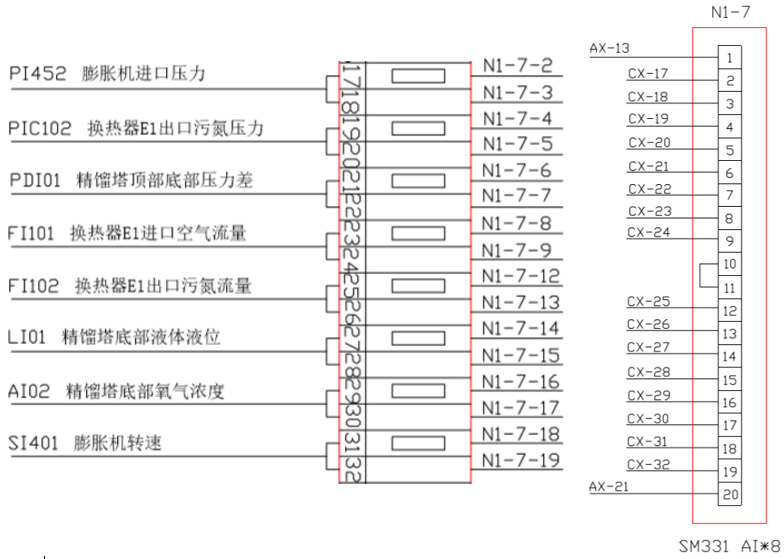 PI452 膨胀机进口压力
PIC102 换热器E1出口污氮压力
PDI01 精馏塔顶部底部压力差
FI101 换热器E1进口空气流量
FI102 换热器E1出口污氮流量
LI01 精馏塔底部液体液位
AI02 精馏塔底部氧气浓度
SI401 膨胀机转速
17
18
19
20
21
22
23
24
25
26
27
28
29
30
31
32
N1-7-2
N1-7-3
N1-7-4
N1-7-5
N1-7-6
N1-7-7
N1-7-8
N1-7-9
N1-7-12
N1-7-13
N1-7-14
N1-7-15
N1-7-16
N1-7-17
N1-7-18
N1-7-19
N1-7
AX-13 1
CX-17 2
CX-18 3
CX-19 4
CX-20 5
CX-21 6
CX-22 7
CX-23 8
CX-24 9
10
11
CX-25 12
CX-26 13
CX-27 14
CX-28 15
CX-29 16
CX-30 17
CX-31 18
CX-32 19
AX-21 20
SM331 AI*8